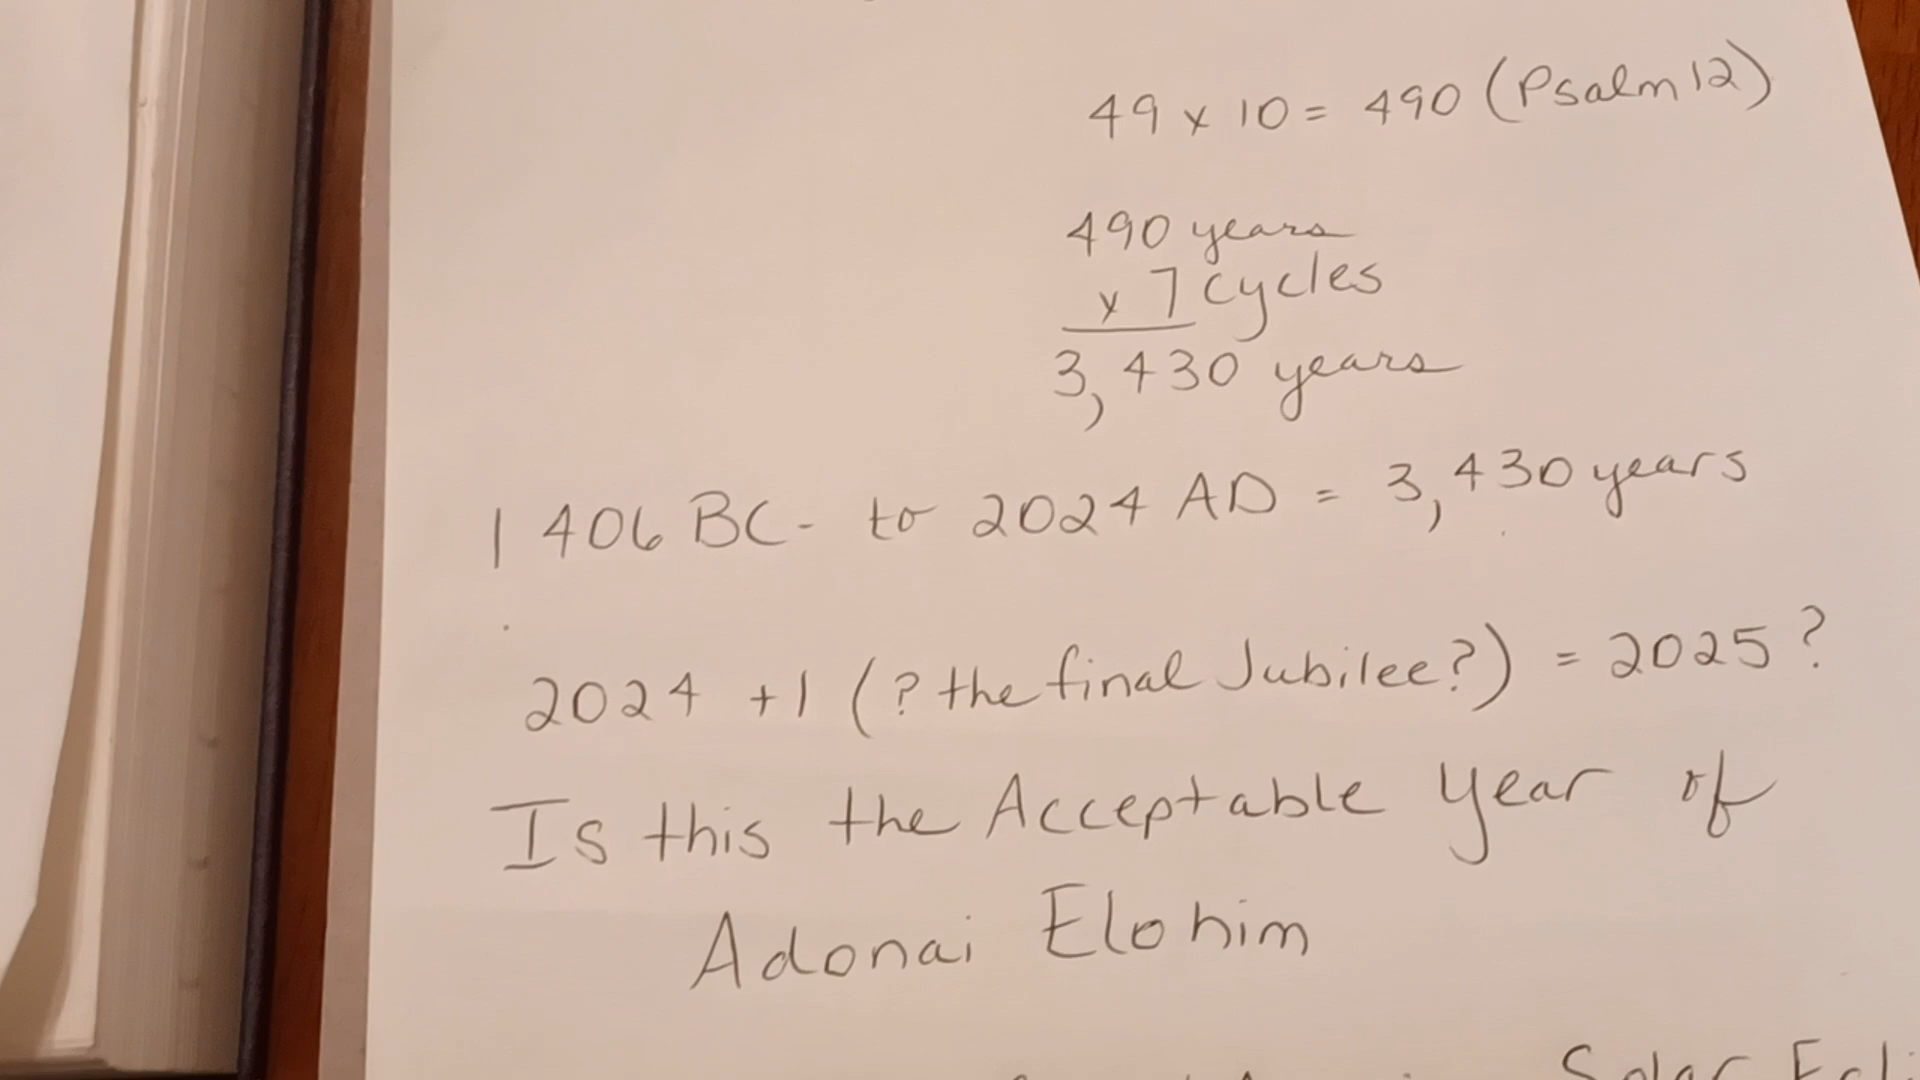 49 x 10 = 490 (Psalm 12)
490 years
x 7 cycles
3,430 years
1406 BC- to 2024 AD = 3,430 years
2024 +1 (? the final Jubilee?) = 2025?
Is this the Acceptable year of
Adonai Elohim
Solar